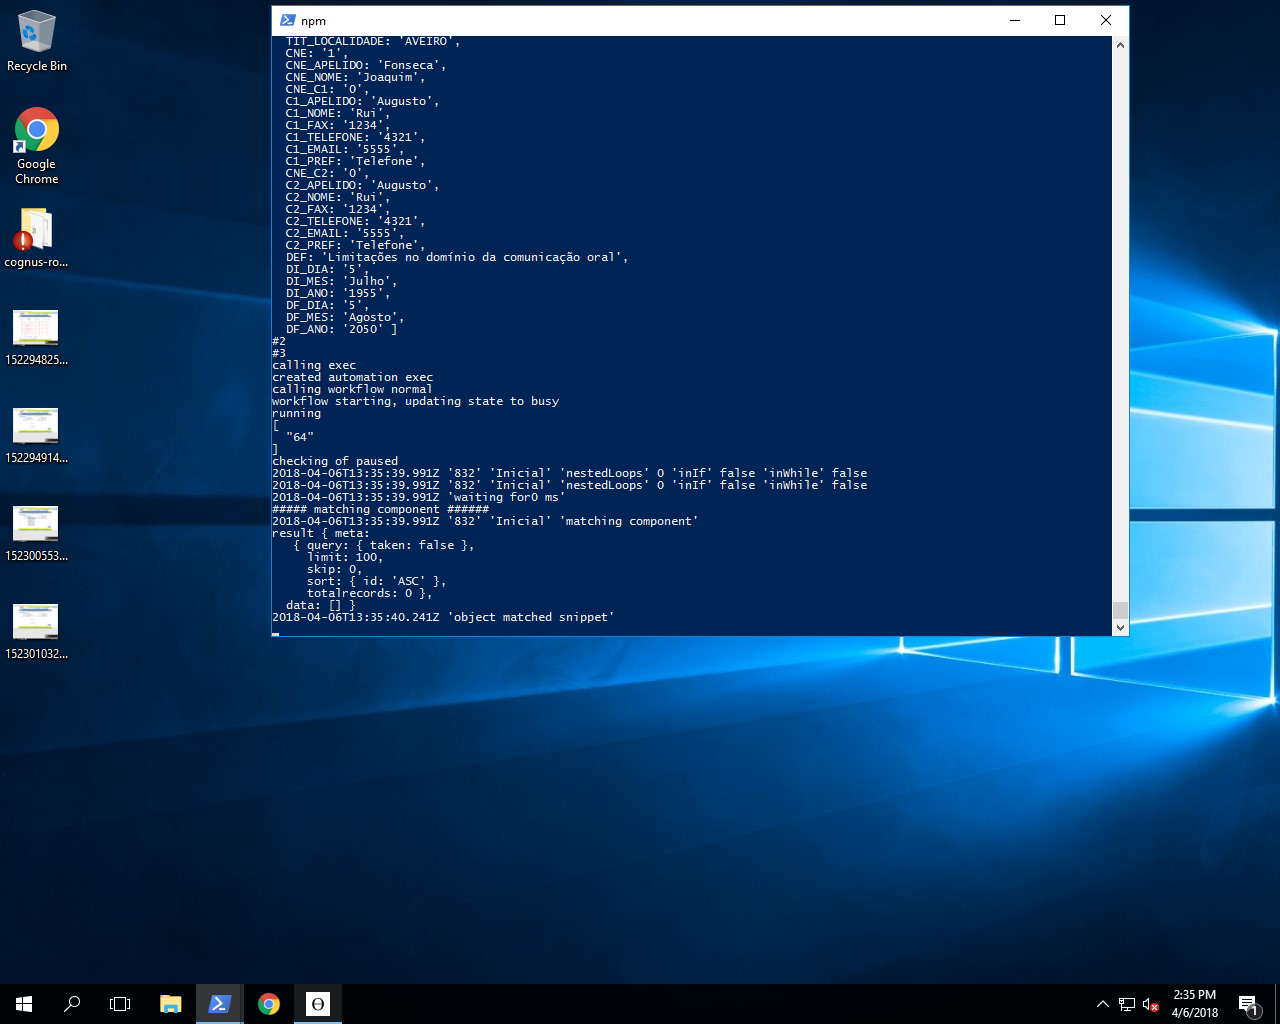 Recycle Bin
Google
Chrome
cognus-ro...
152294825...
152294914...
152300553...
152301032...
npm
TIT_LOCALIDADE: 'AVEIRO',
CNE: '1',
CNE_APELIDO: 'Fonseca',
CNE_NOME: 'Joaquim',
CNE_C1: '0',
C1_APELIDO: 'Augusto',
C1_NOME: 'Rui',
C1_FAX: '1234',
C1_TELEFONE: '4321',
C1_EMAIL: '5555',
C1_PREF: 'Telefone',
CNE_C2: '0',
C2_APELIDO: 'Augusto',
C2_NOME: 'Rui',
C2_FAX: '1234',
C2_TELEFONE: '4321',
C2_EMAIL: '5555',
C2_PREF: 'Telefone',
DEF: 'Limitações no domínio da comunicação oral',
DI_DIA: '5',
DI_MES: 'Julho',
DI_ANO: '1955',
DF_DIA: '5',
DF_MES: 'Agosto',
DF_ANO: '2050' ]
#2
#3
calling exec
created automation exec
calling workflow normal
workflow starting, updating state to busy
running
[
"64"
]
checking of paused
2018-04-06T13:35:39.991Z '832' 'Inicial' 'nestedLoops' 0 'inIf' false 'inWhile' false
2018-04-06T13:35:39.991Z '832' 'Inicial' 'nestedLoops' 0 'inIf' false 'inWhile' false
2018-04-06T13:35:39.991Z 'waiting for0 ms'
##### matching component ######
2018-04-06T13:35:39.991Z '832' 'Inicial' 'matching component'
result { meta:
{ query: { taken: false },
limit: 100,
skip: 0,
sort: { id: 'ASC' },
totalrecords: 0 },
data: [] }
2018-04-06T13:35:40.241Z 'object matched snippet'
2:35 PM
4/6/2018
1